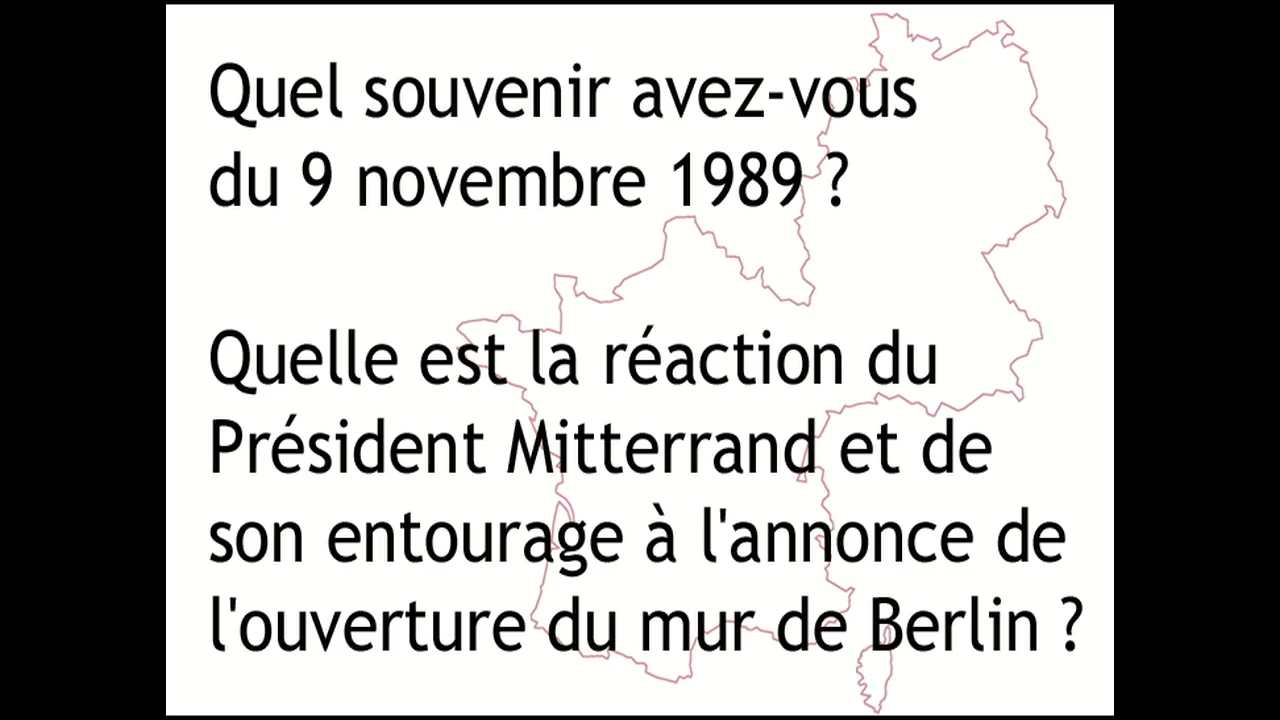 Quel souvenir avez-vous
du 9 novembre 1989 ?
Quelle est la réaction du
Président Mitterrand et de
son entourage à l'annonce de
l'ouverture du mur de Berlin ?